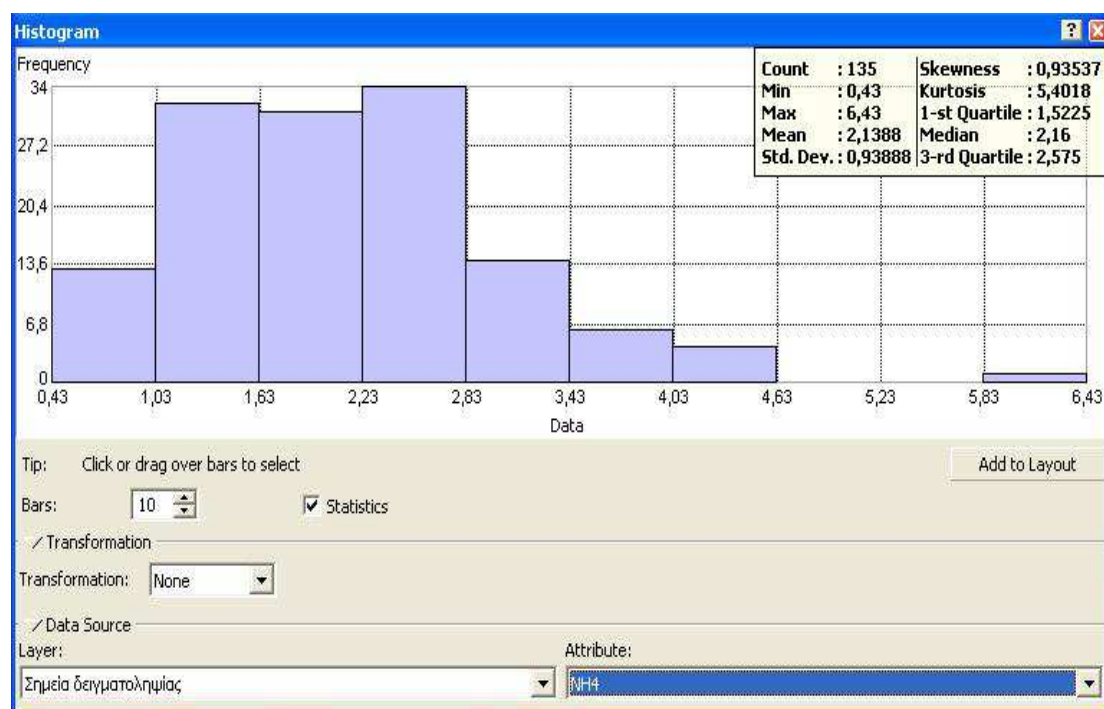 Histogram
Frequency
Count : 135 Skewness : 0,93537
Min : 0,43 Kurtosis : 5,4018
Max : 6,43 1-st Quartile : 1,5225
Mean : 2,1388 Median : 2,16
Std. Dev. : 0,93888 3-rd Quartile : 2,575
34
27,2
20,4
13,6
6,8
0
0,43 1,03 1,63 2,23 2,83 3,43 4,03 4,63 5,23 5,83 6,43
Data
Tip: Click or drag over bars to select Add to Layout
Bars: 10 Statistics
Transformation
Transformation: None
Data Source
Layer: Attribute:
Σημεία δειγματοληψίας NH4